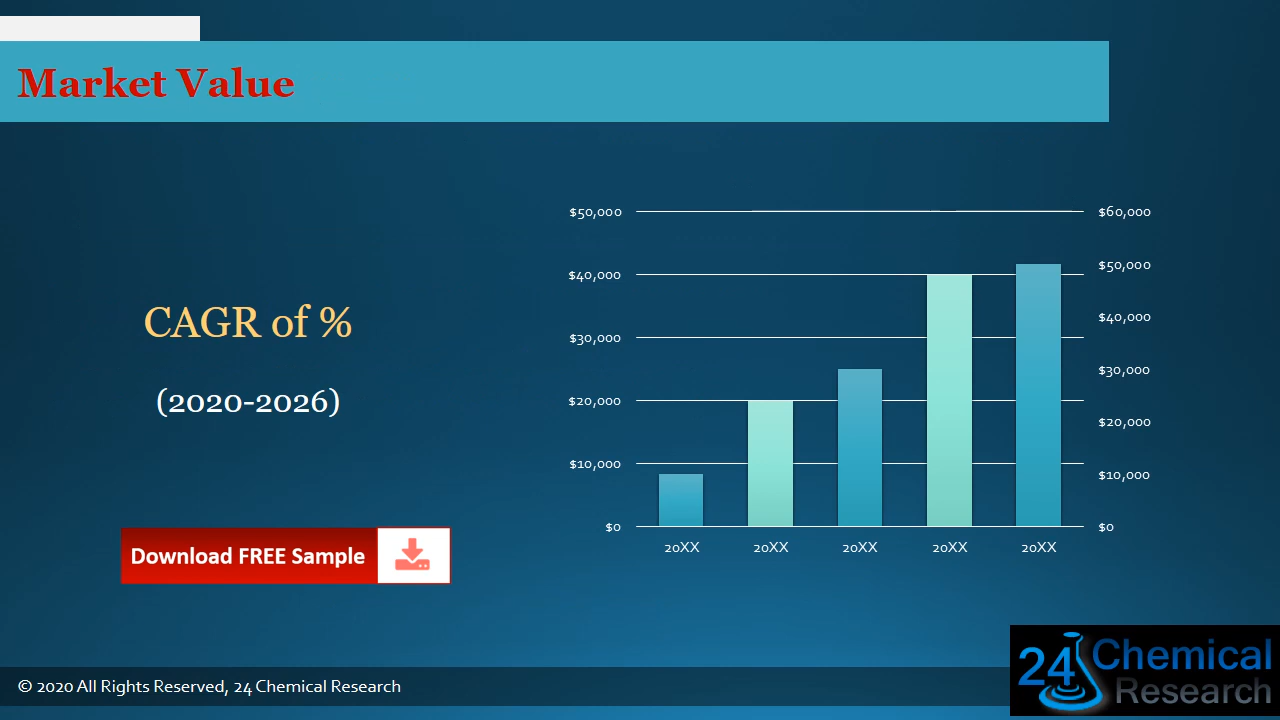 Market Value
CAGR of %
(2020-2026)
Download FREE Sample
$50,000
$40,000
$30,000
$20,000
$10,000
$0
$60,000
$50,000
$40,000
$30,000
$20,000
$10,000
$0
20XX 20XX 20XX 20XX 20XX
© 2020 All Rights Reserved, 24 Chemical Research
24 Chemical
Research